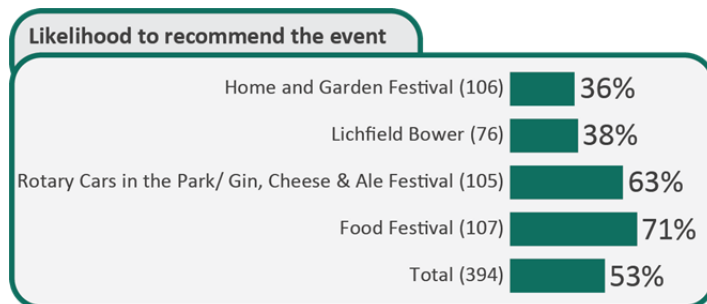 Likelihood to recommend the event
Home and Garden Festival (106) 36%
Lichfield Bower (76) 38%
Rotary Cars in the Park/ Gin, Cheese & Ale Festival (105) 63%
Food Festival (107) 71%
Total (394) 53%